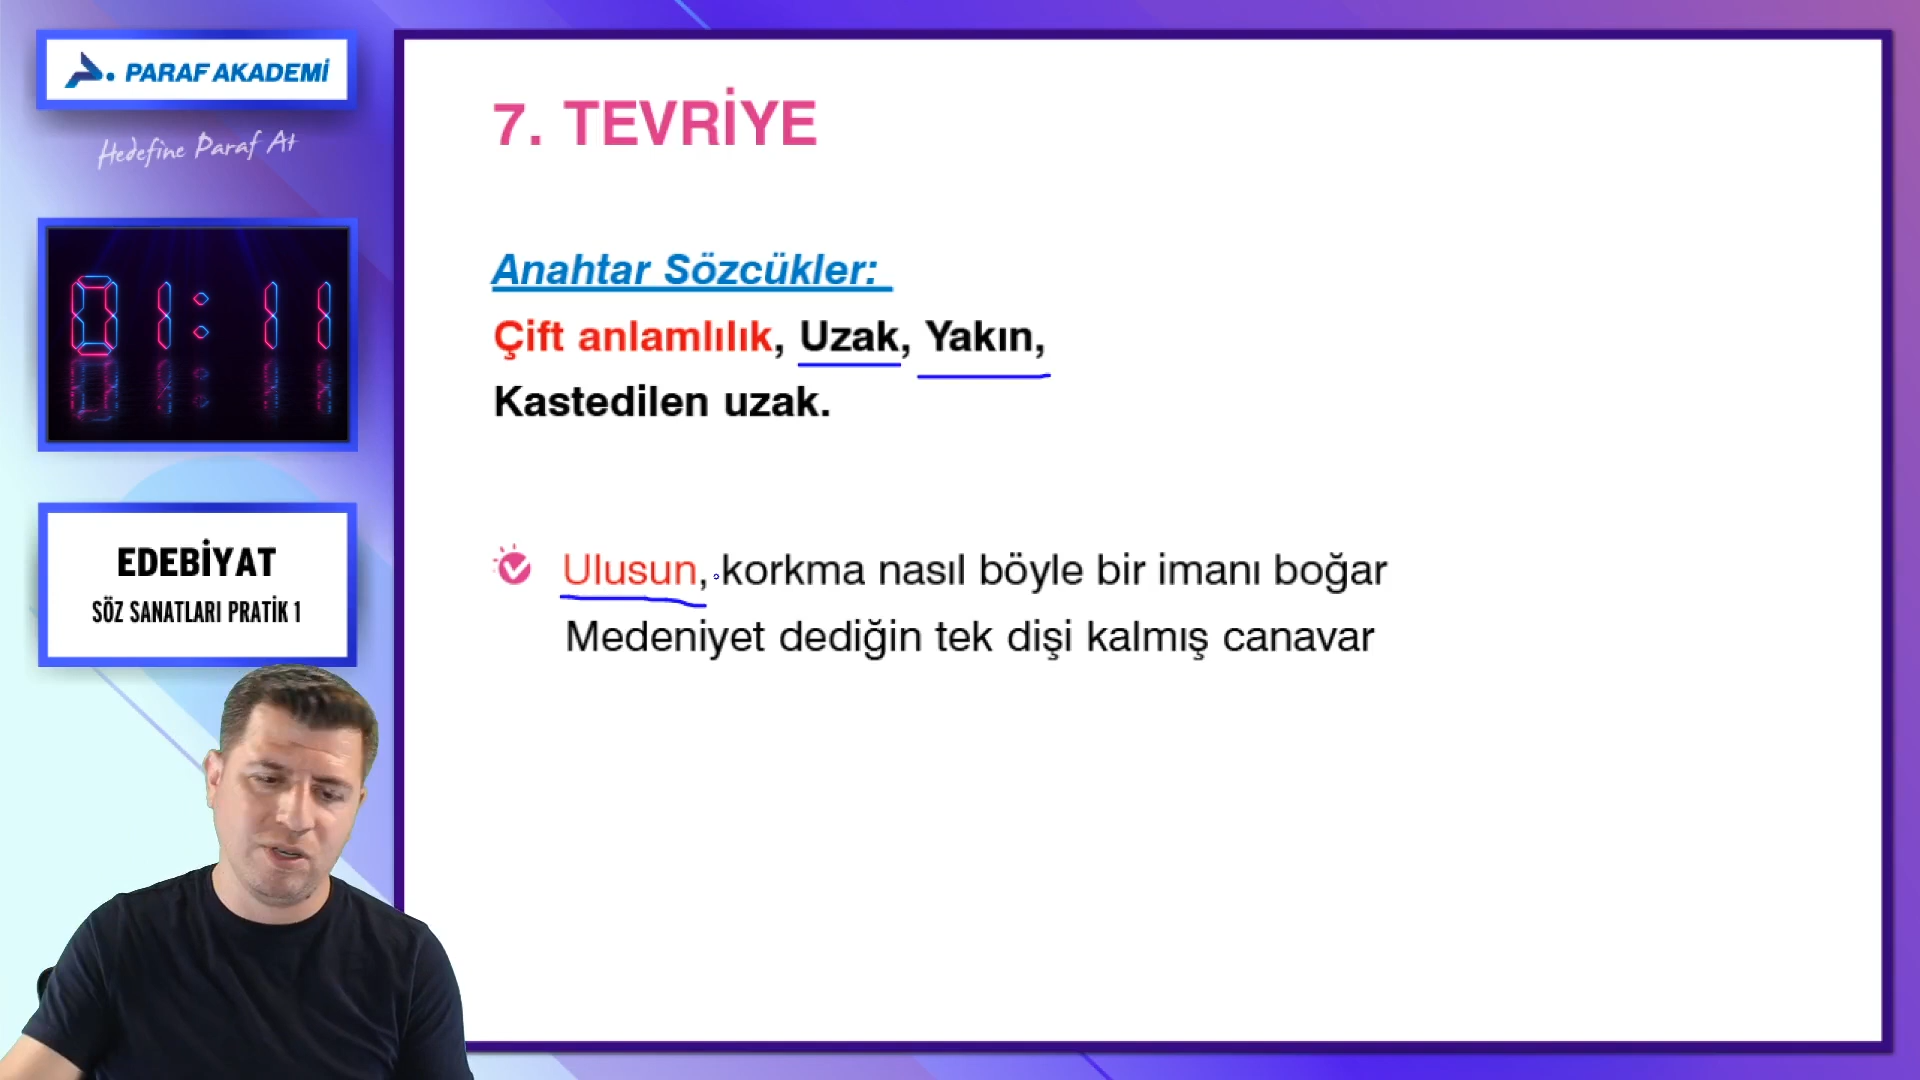 PARAF AKADEMİ
Hedefine Paraf At
01:11
EDEBİYAT
SÖZ SANATLARI PRATİK 1
7. TEVRİYE
Anahtar Sözcükler:
Çift anlamlılık, Uzak, Yakın,
Kastedilen uzak.
Ulusun, korkma nasıl böyle bir imanı boğar
Medeniyet dediğin tek dişi kalmış canavar